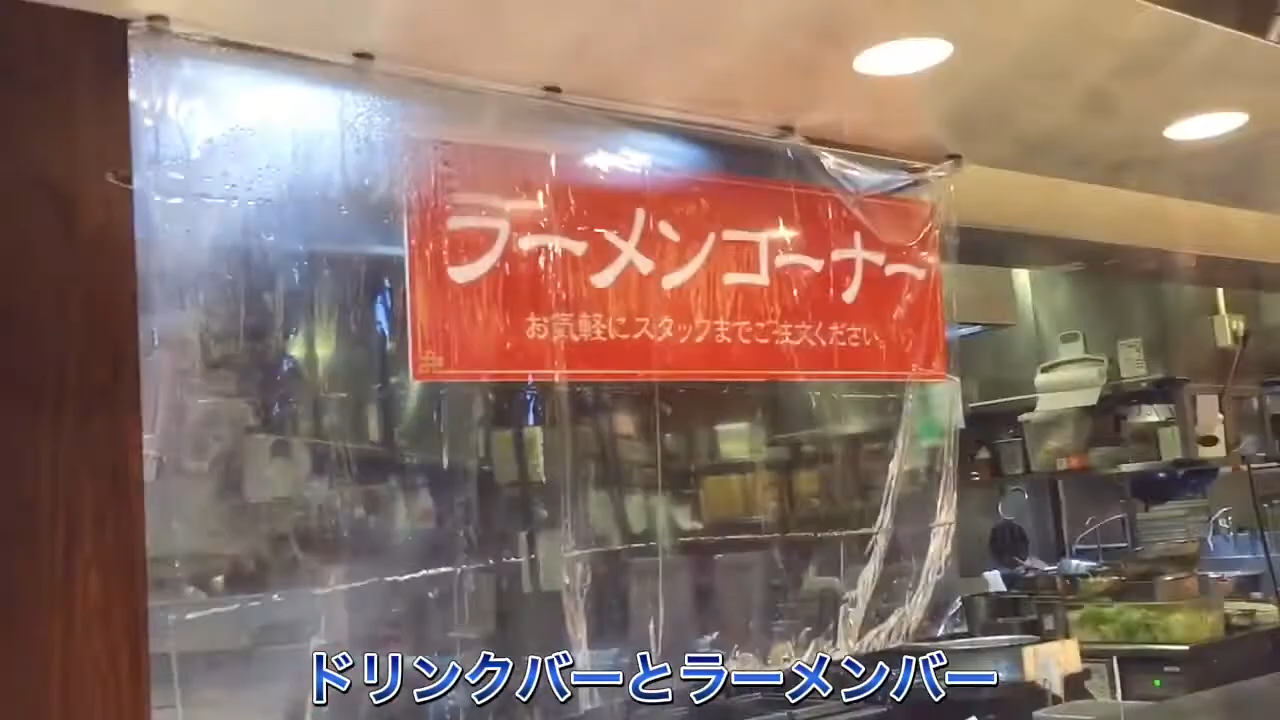 ラーメンコーナー
お気軽にスタッフまでご注文ください。
ドリンクバーとラーメンバー